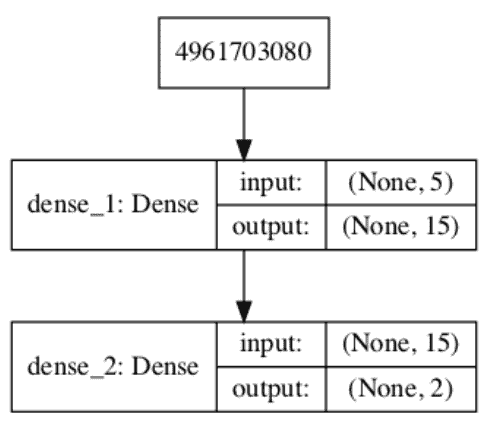 4961703080
dense_1: Dense
input:
(None, 5)
output:
(None, 15)
dense_2: Dense
input:
(None, 15)
output:
(None, 2)